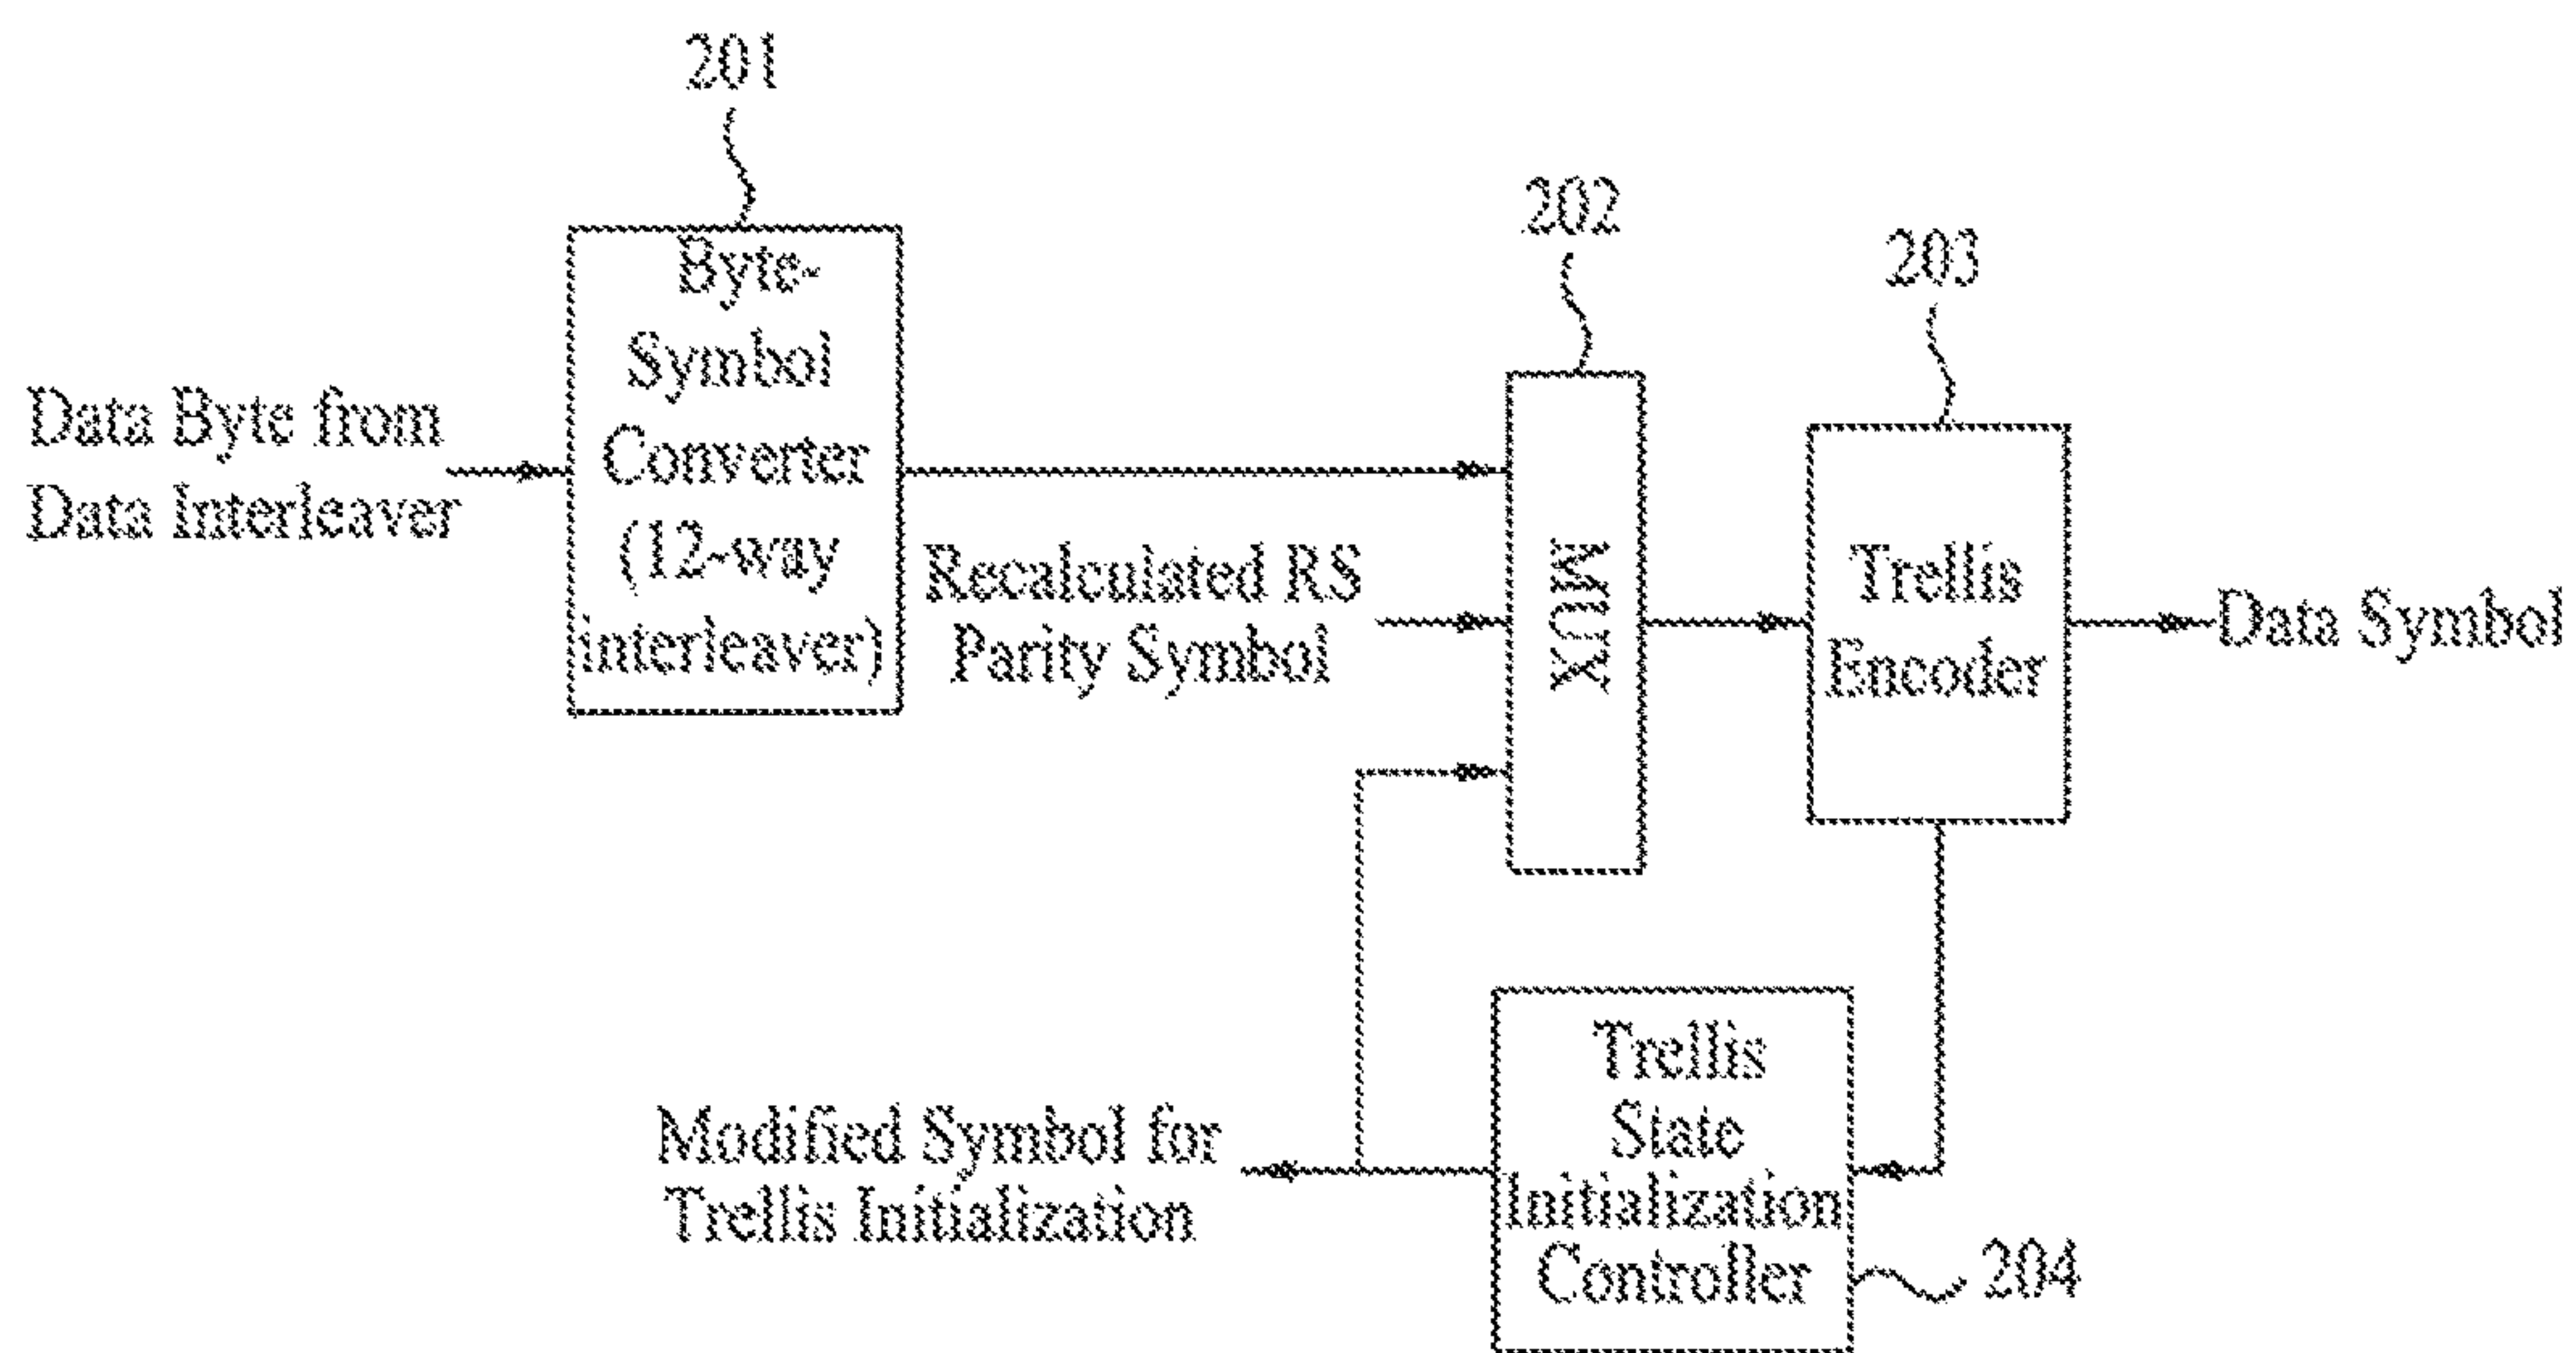 201
Byte-
Symbol
Converter
(12-way
interleaver)
Data Byte from
Data Interleaver
202
MUX
Recalculated RS
Parity Symbol
203
Trellis
Encoder
Data Symbol
Trellis
State
Initialization
Controller
204
Modified Symbol for
Trellis Initialization